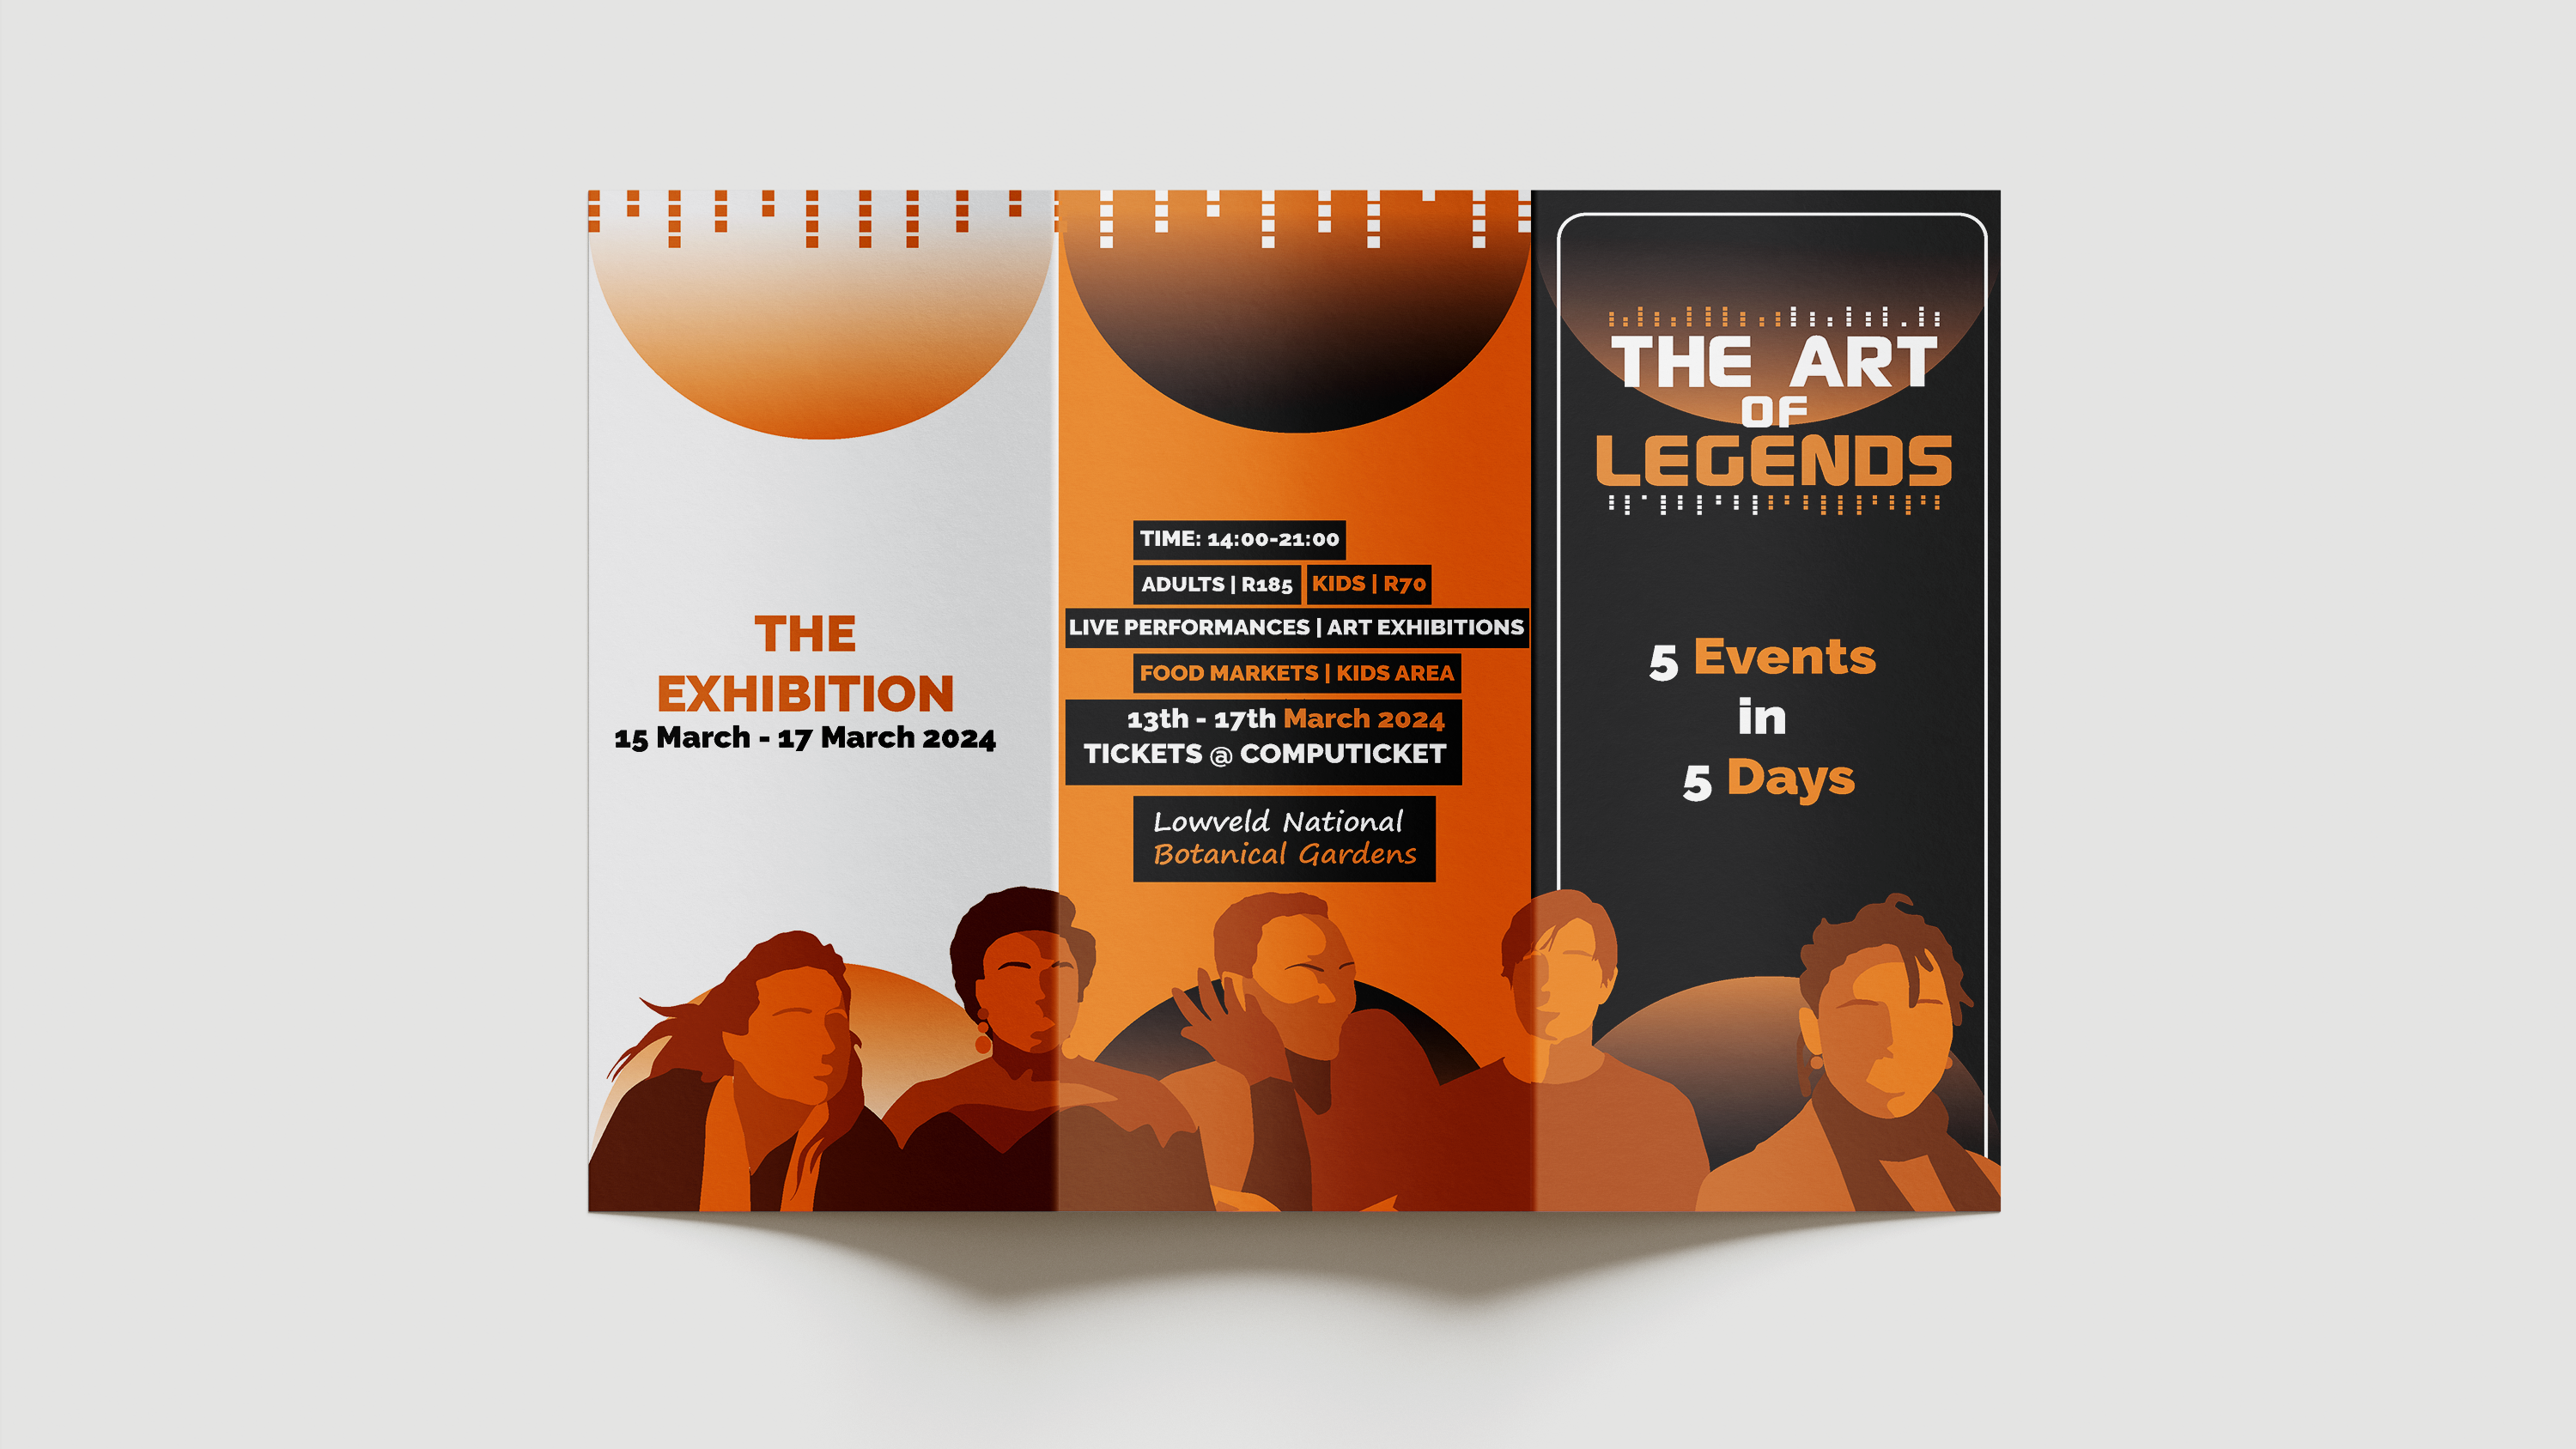 THE
EXHIBITION
15 March - 17 March 2024
TIME: 14:00-21:00
ADULTS | R185 KIDS | R70
LIVE PERFORMANCES | ART EXHIBITIONS
FOOD MARKETS | KIDS AREA
13th - 17th March 2024
TICKETS @ COMPUTICKET
Lowveld National
Botanical Gardens
THE ART
OF
LEGENDS
5 Events
in
5 Days